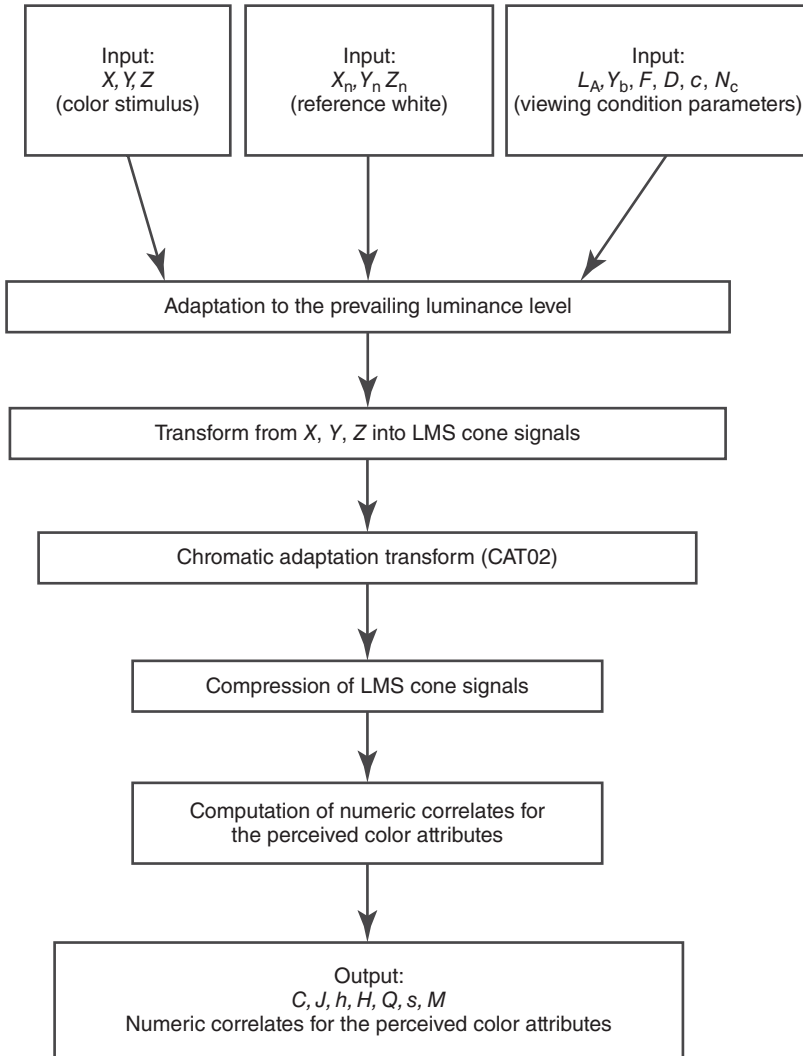 Input:
X, Y, Z
(color stimulus)
Input:
Xn, Yn Zn
(reference white)
Input:
LA, Yb, F, D, c, Nc
(viewing condition parameters)
Adaptation to the prevailing luminance level
Transform from X, Y, Z into LMS cone signals
Chromatic adaptation transform (CAT02)
Compression of LMS cone signals
Computation of numeric correlates for
the perceived color attributes
Output:
C, J, h, H, Q, s, M
Numeric correlates for the perceived color attributes